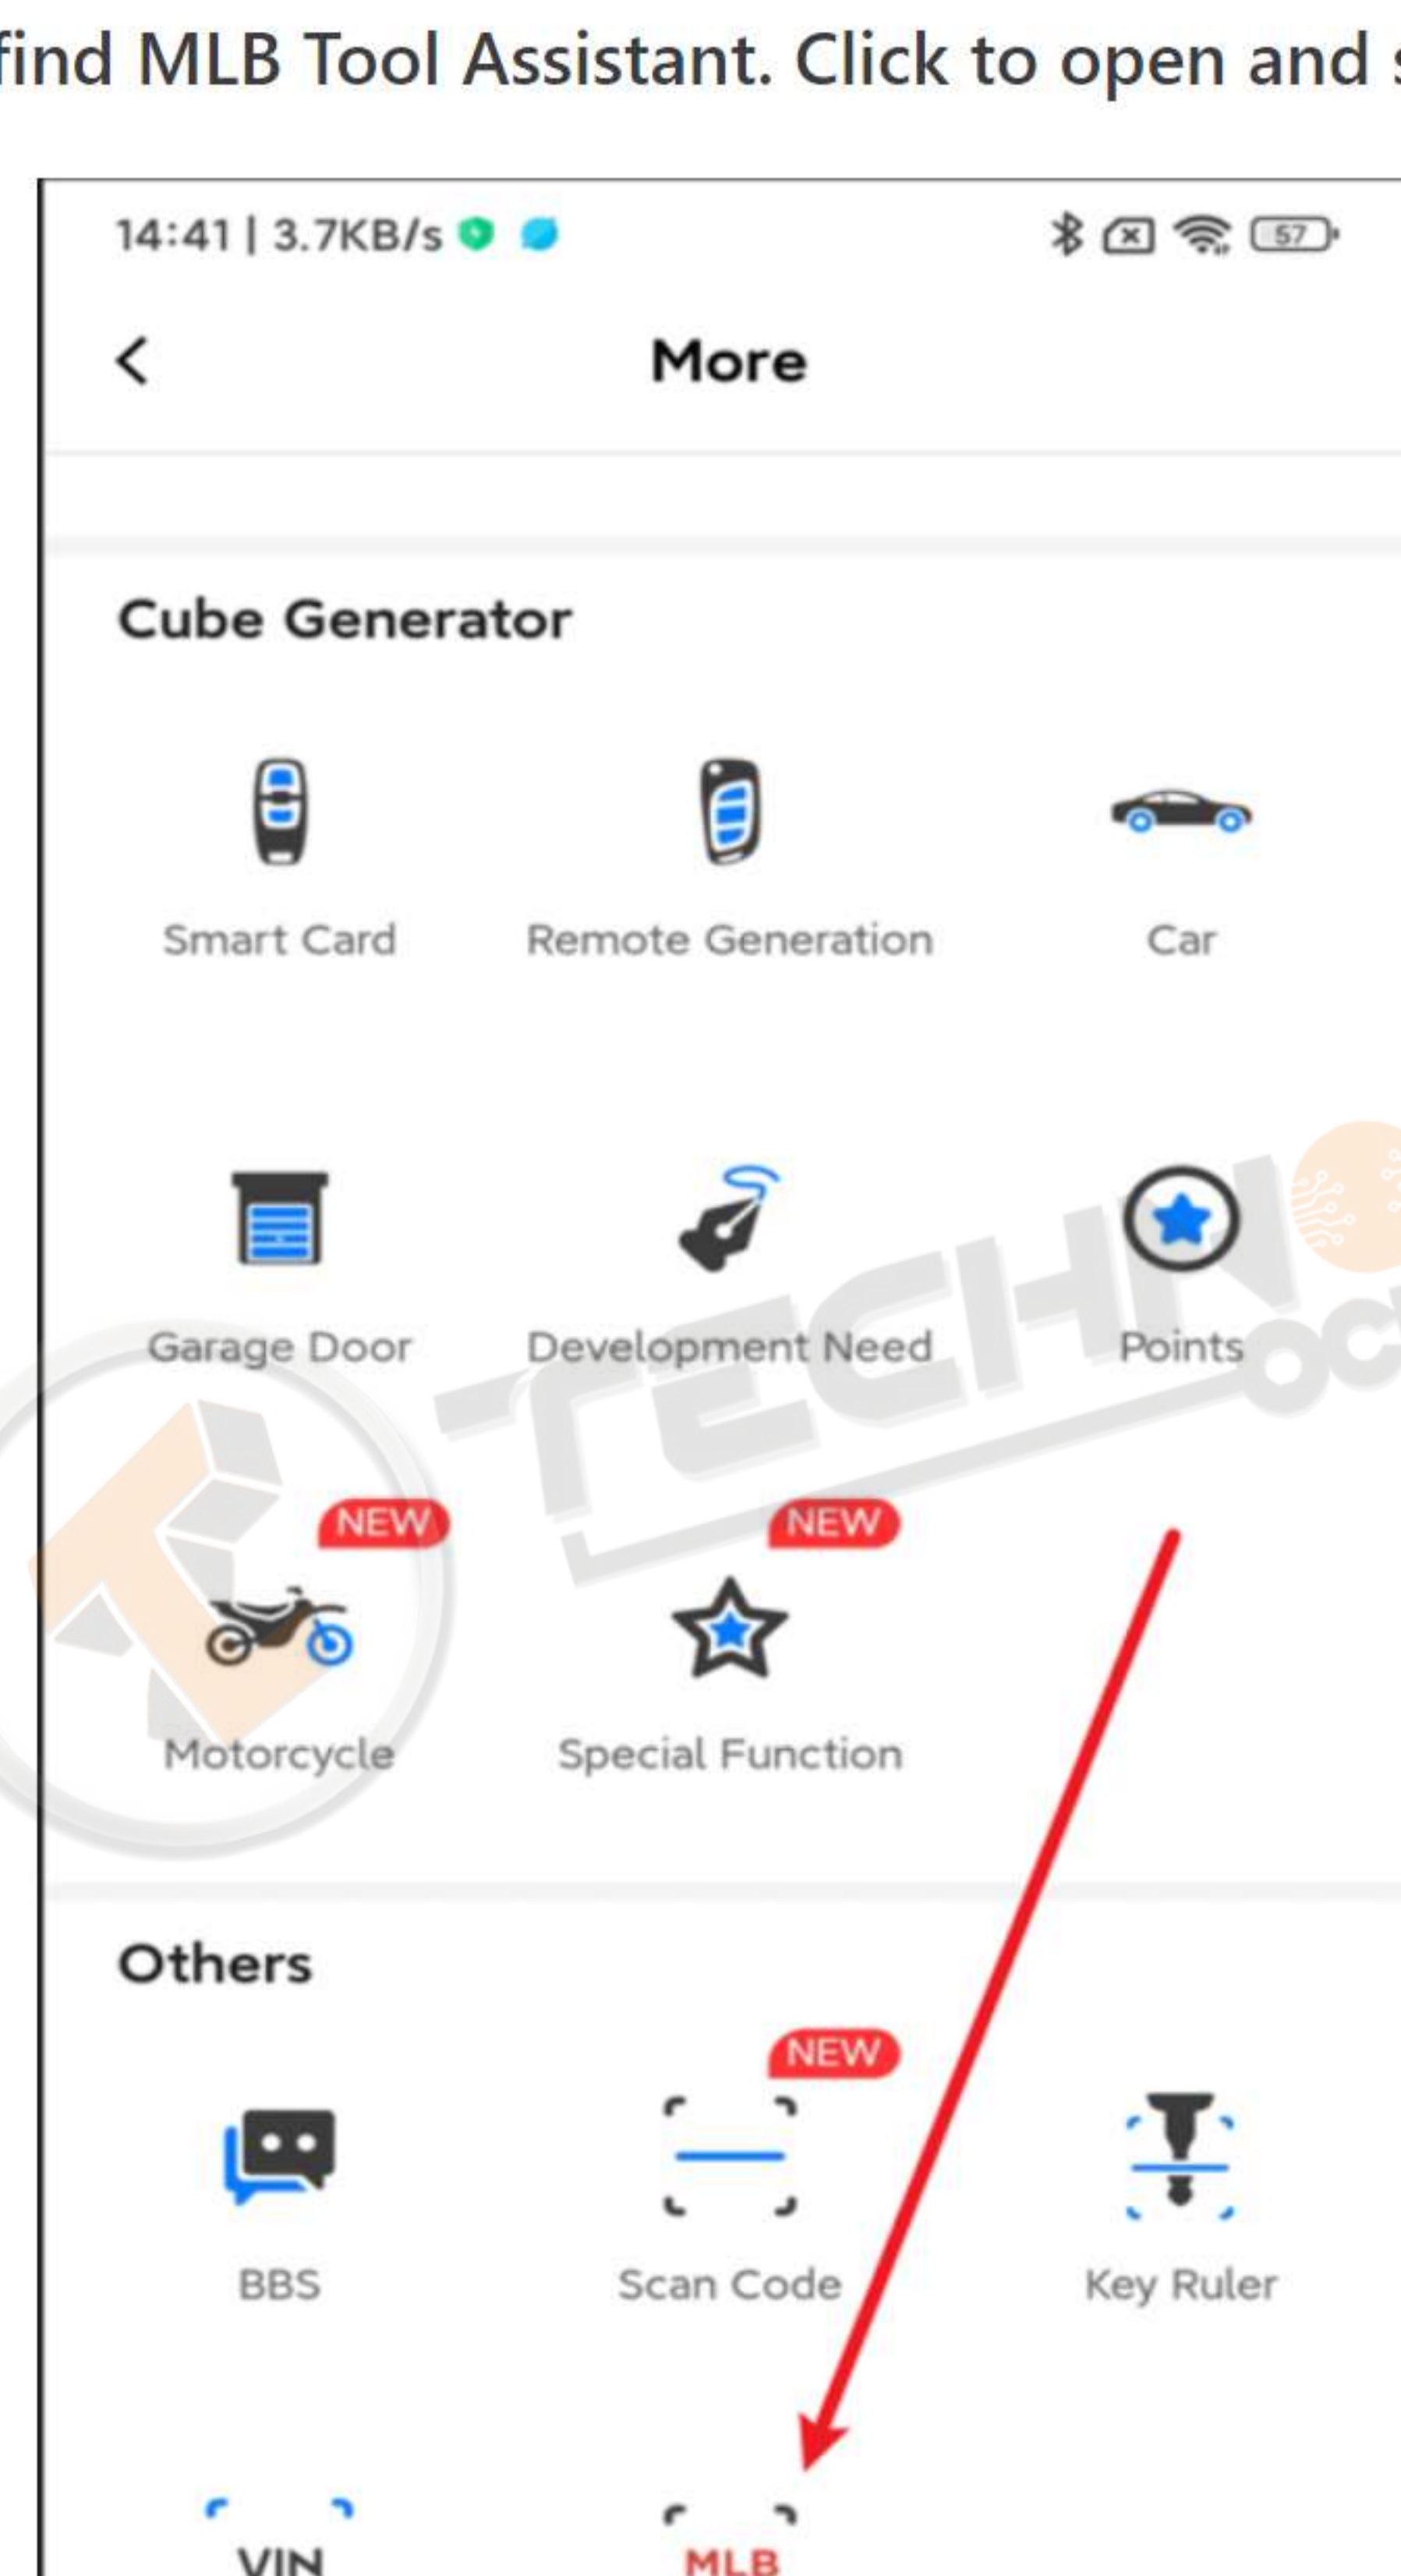 find MLB Tool Assistant. Click to open and
14:41 | 3.7KB/s 57
More
Cube Generator
Smart Card Remote Generation Car
Garage Door Development Need Points
TECHN
NEW NEW
Motorcycle Special Function
Others
NEW
BBS Scan Code Key Ruler
VIN MLB